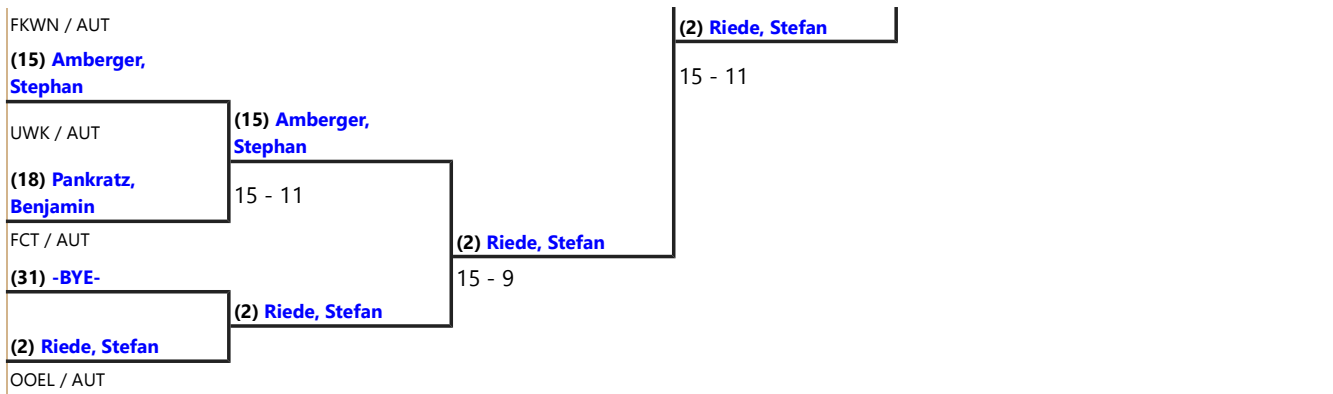 FKWN / AUT
(15) Amberger,
Stephan
UWK / AUT
(18) Pankratz,
Benjamin
FCT / AUT
(31) -BYE-
(2) Riede, Stefan
OOEL / AUT
(15) Amberger,
Stephan
15 - 11
(2) Riede, Stefan
(2) Riede, Stefan
15 - 9
(2) Riede, Stefan
15 - 11